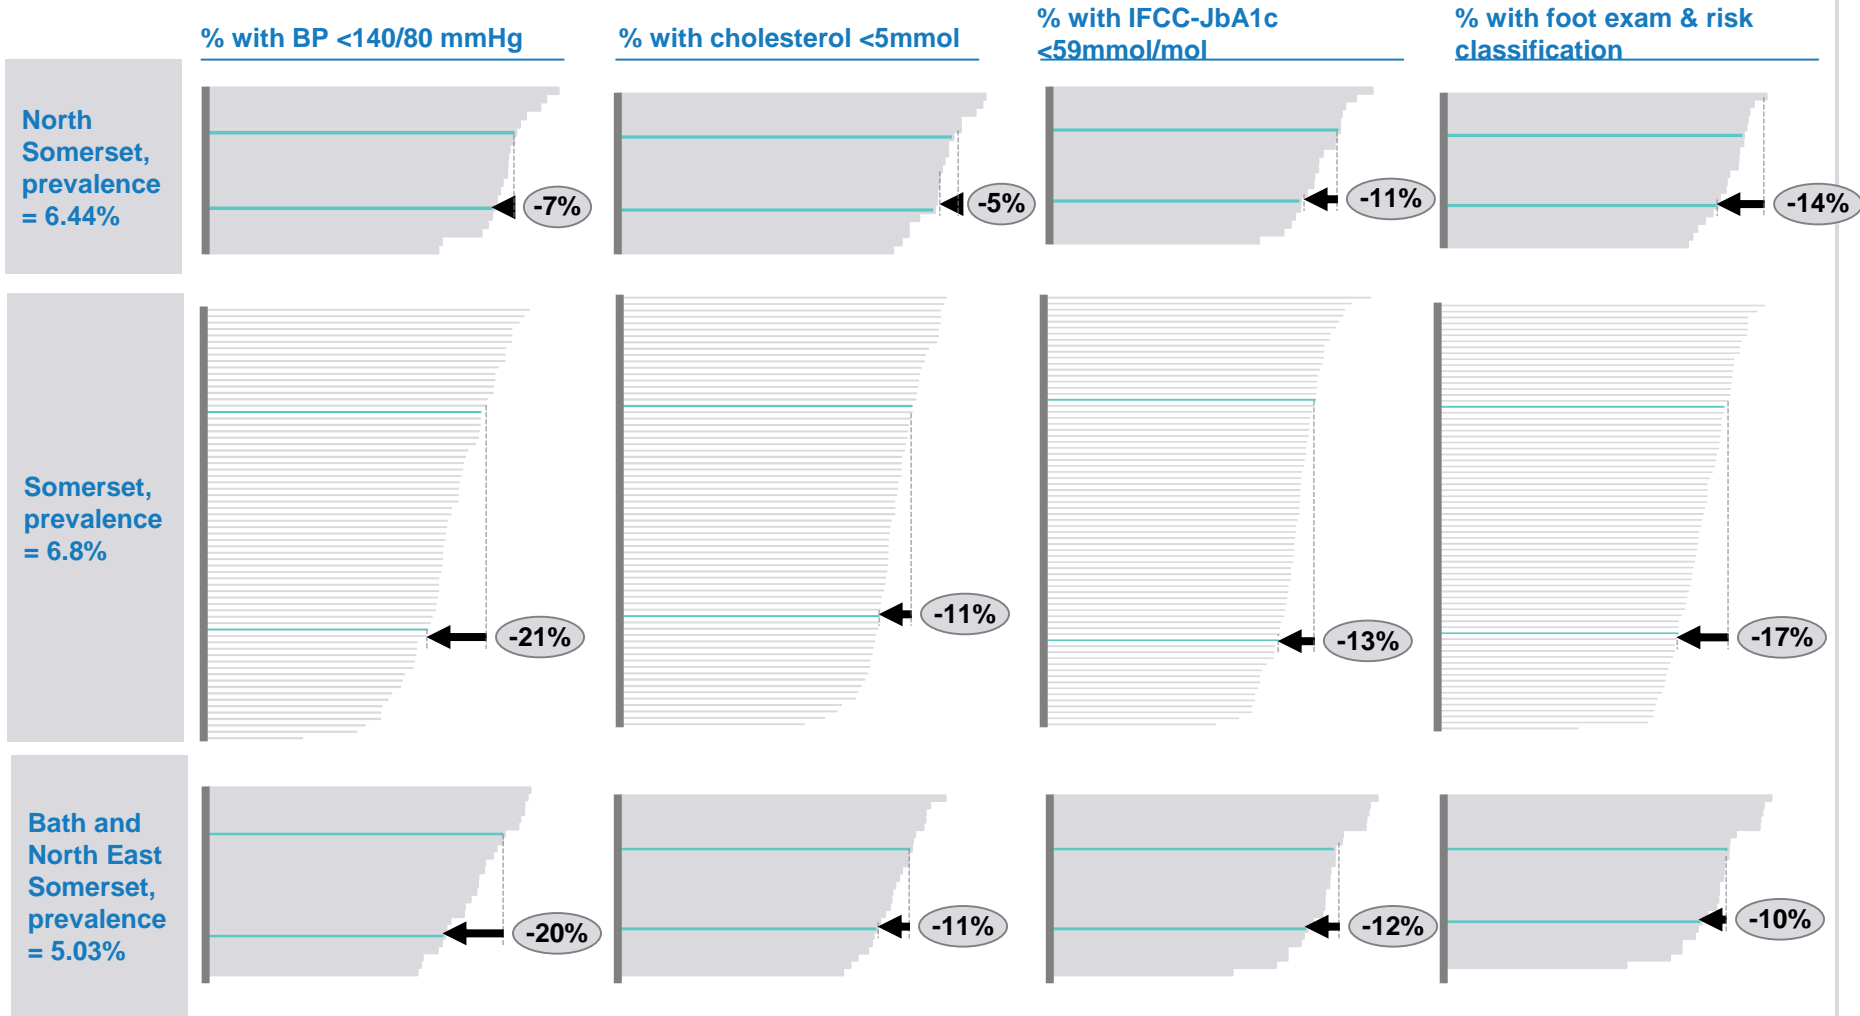 % with BP <140/80 mmHg
% with cholesterol <5mmol
% with IFCC-JbA1c
<59mmol/mol
% with foot exam & risk
classification
North
Somerset,
prevalence
= 6.44%
-7%
-5%
-11%
-14%
Somerset,
prevalence
= 6.8%
-21%
-11%
-13%
-17%
Bath and
North East
Somerset,
prevalence
= 5.03%
-20%
-11%
-12%
-10%